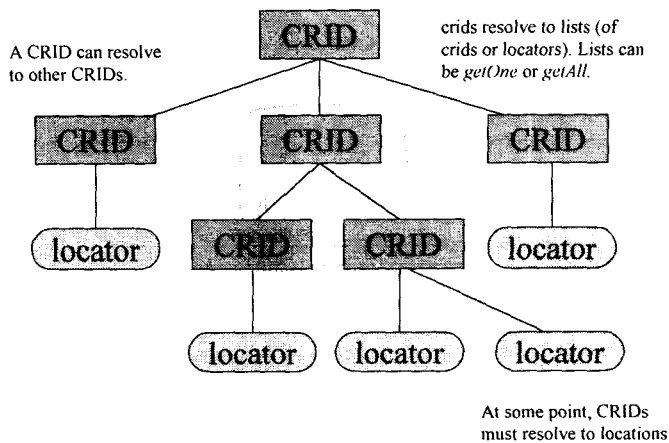 A CRID can resolve
to other CRIDs.
CRID
crids resolve to lists (of
crids or locators). Lists can
be getOne or getAll.
CRID
CRID
CRID
locator
CRID
CRID
locator
locator
locator
locator
At some point, CRIDs
must resolve to locations